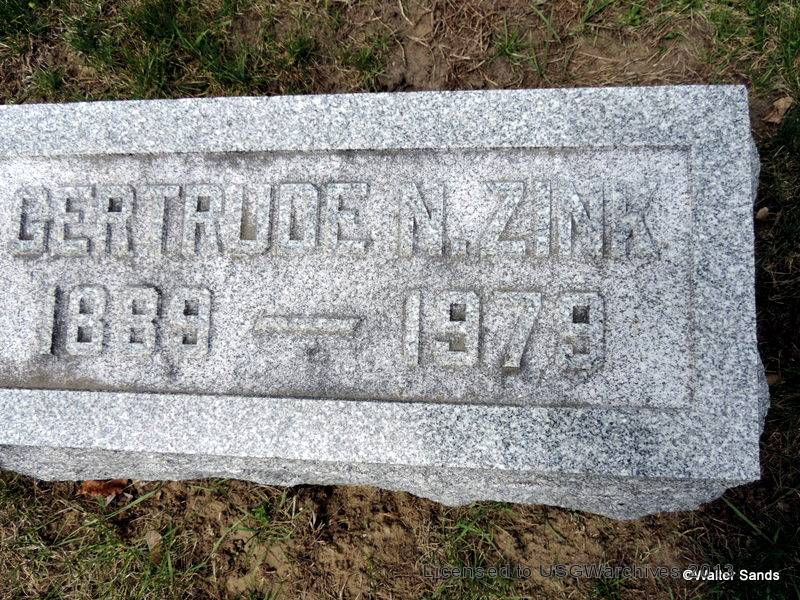 GERTRUDE N. ZINK
1889 — 1979
Licensed to USGWarchives 2013
©Walter Sands